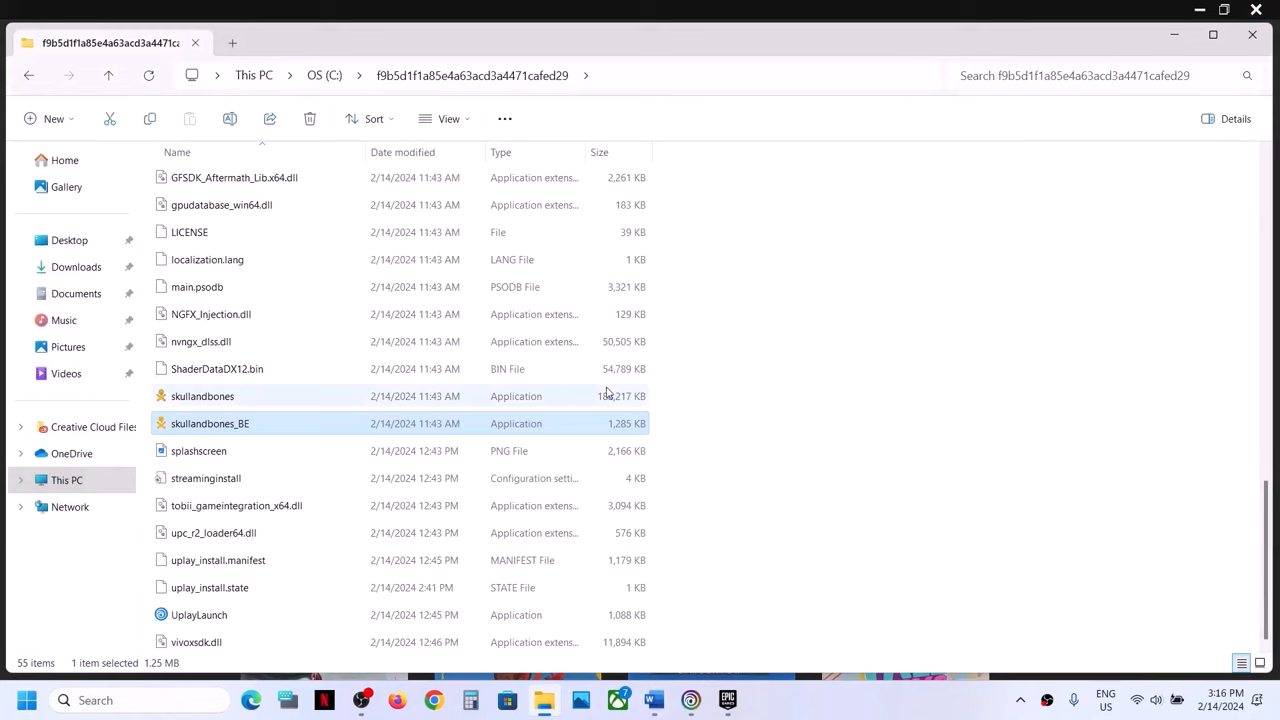 f9b5d1f1a85e4a63acd3a4471ca
This PC OS (C:) f9b5d1f1a85e4a63acd3a4471cafed29 Search f9b5d1f1a85e4a63acd3a4471cafed29
New Sort View Details
Name Date modified Type Size
Home
Gallery
Desktop
Downloads
Documents
Music
Pictures
Videos
Creative Cloud Files
OneDrive
This PC
Network
GFSDK_Aftermath_Lib.x64.dll 2/14/2024 11:43 AM Application extens... 2,261 KB
gpudatabase_win64.dll 2/14/2024 11:43 AM Application extens... 183 KB
LICENSE 2/14/2024 11:43 AM File 39 KB
localization.lang 2/14/2024 11:43 AM LANG File 1 KB
main.psodb 2/14/2024 11:43 AM PSODB File 3,321 KB
NGFX_Injection.dll 2/14/2024 11:43 AM Application extens... 129 KB
nvngx_dlss.dll 2/14/2024 11:43 AM Application extens... 50,505 KB
ShaderDataDX12.bin 2/14/2024 11:43 AM BIN File 54,789 KB
skullandbones 2/14/2024 11:43 AM Application KB
skullandbones_BE 2/14/2024 11:43 AM Application 1,285 KB
splashscreen 2/14/2024 12:43 PM PNG File 2,166 KB
streaminginstall 2/14/2024 12:43 PM Configuration setti... 4 KB
tobii_gameintegration_x64.dll 2/14/2024 12:43 PM Application extens... 3,094 KB
upc_r2_loader64.dll 2/14/2024 12:43 PM Application extens... 576 KB
uplay_install.manifest 2/14/2024 12:45 PM MANIFEST File 1,179 KB
uplay_install.state 2/14/2024 2:41 PM STATE File 1 KB
UplayLaunch 2/14/2024 12:45 PM Application 1,088 KB
vivoxsdk.dll 2/14/2024 12:46 PM Application extens... 11,894 KB
55 items 1 item selected 1.25 MB
Search
N
7
W
EPIC GAMES
ENG
US
3:16 PM
2/14/2024